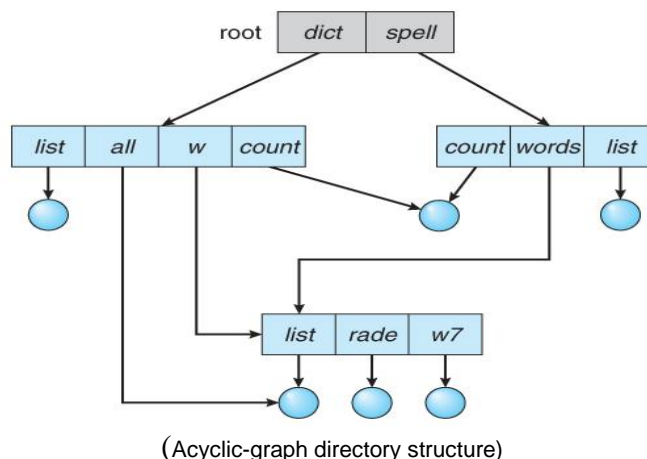 root dict spell
list all w count count words list
list rade w7
(Acyclic-graph directory structure)